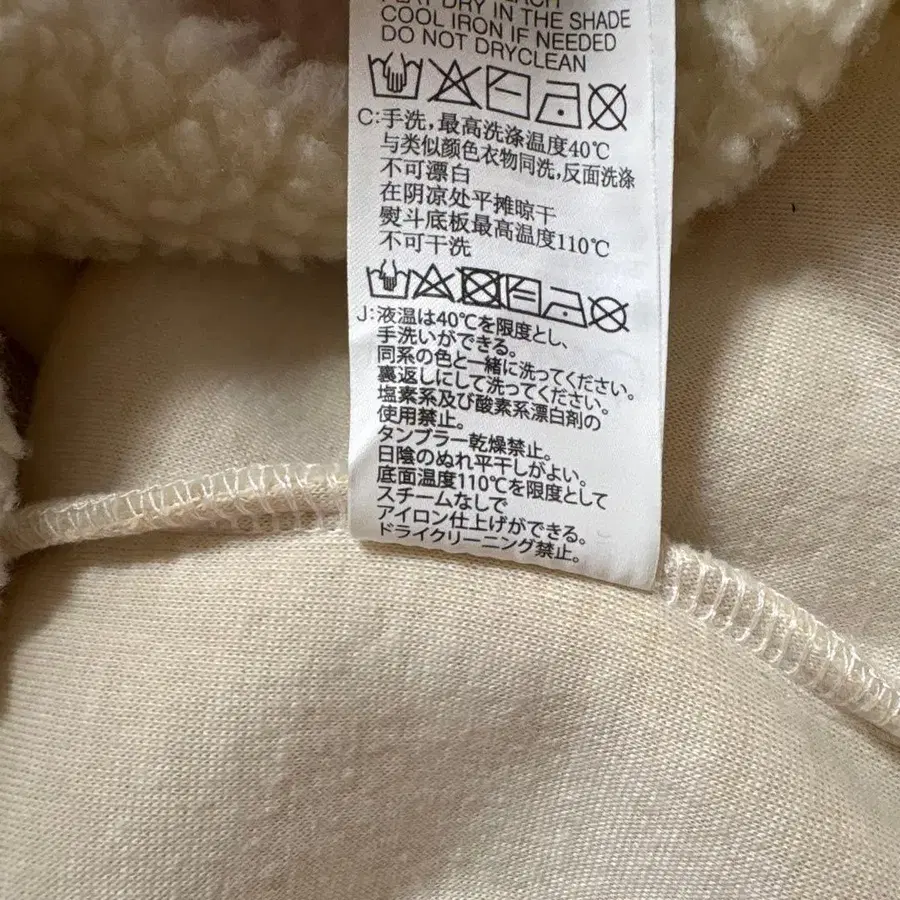 FLAT DRY IN THE SHADE
COOL IRON IF NEEDED
DO NOT DRYCLEAN
C:手洗,最高洗涤温度40℃
与类似颜色衣物同洗,反面洗涤
不可漂白
在阴凉处平摊晾干
熨斗底板最高温度110℃
不可干洗
J:液温は40℃を限度とし、
手洗いができる。
同系の色と一緒に洗ってください。
裏返しにして洗ってください。
塩素系及び酸素系漂白剤の
使用禁止。
タンブラー乾燥禁止。
日陰のぬれ平干しがよい。
底面温度110℃を限度として
スチームなしで
アイロン仕上げができる。
ドライクリーニング禁止。